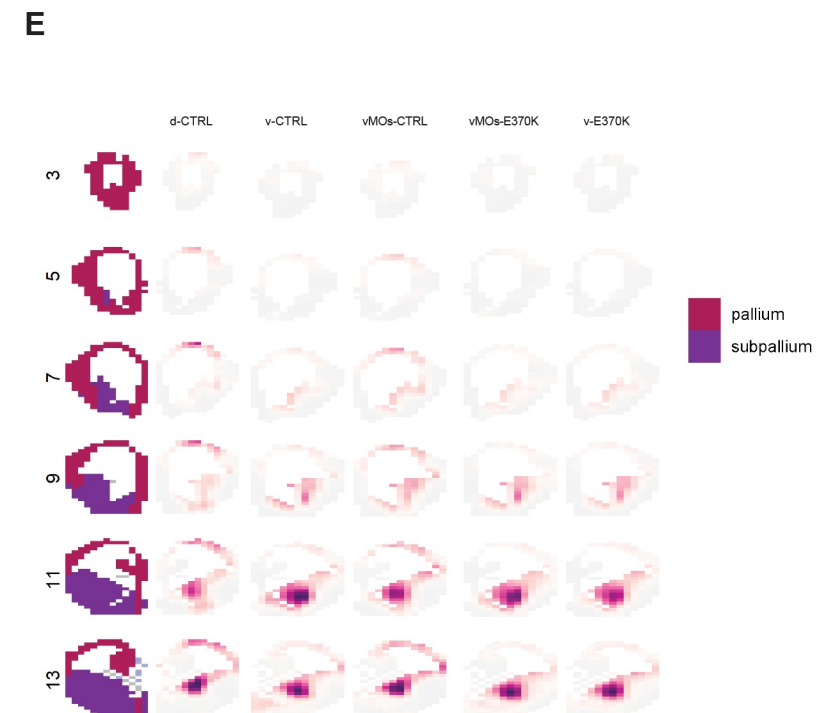 E
d-CTRL v-CTRL vMOs-CTRL vMOs-E370K v-E370K
3
5
pallium
subpallium
7
9
11
13